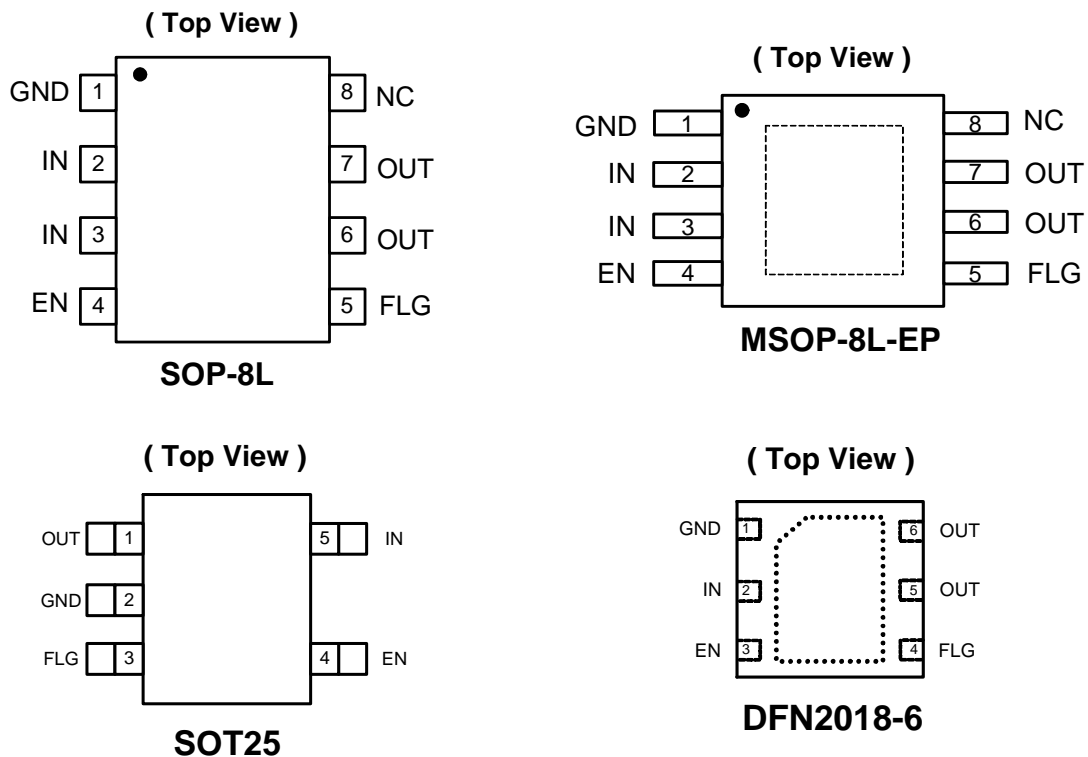 ( Top View )
GND 1 8 NC
IN 2 7 OUT
IN 3 6 OUT
EN 4 5 FLG
SOP-8L
( Top View )
GND 1 8 NC
IN 2 7 OUT
IN 3 6 OUT
EN 4 5 FLG
MSOP-8L-EP
( Top View )
OUT 1 5 IN
GND 2
FLG 3 4 EN
SOT25
( Top View )
GND 1 6 OUT
IN 2 5 OUT
EN 3 4 FLG
DFN2018-6